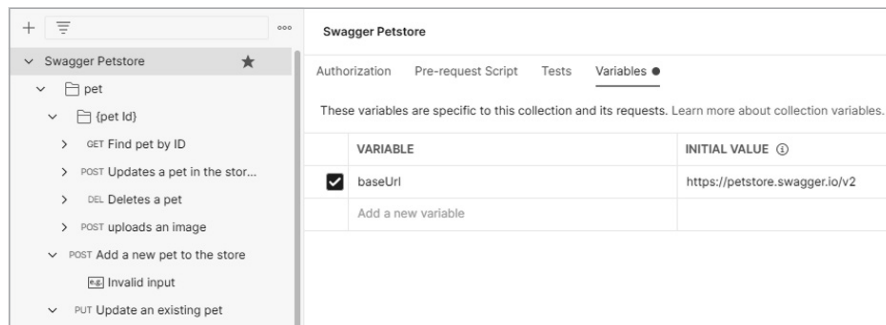 Swagger Petstore
pet
{pet Id}
GET Find pet by ID
POST Updates a pet in the stor...
DEL Deletes a pet
POST uploads an image
POST Add a new pet to the store
e.g. Invalid input
PUT Update an existing pet
Swagger Petstore
Authorization Pre-request Script Tests Variables
These variables are specific to this collection and its requests. Learn more about collection variables.
VARIABLE INITIAL VALUE
baseUrl https://petstore.swagger.io/v2
Add a new variable